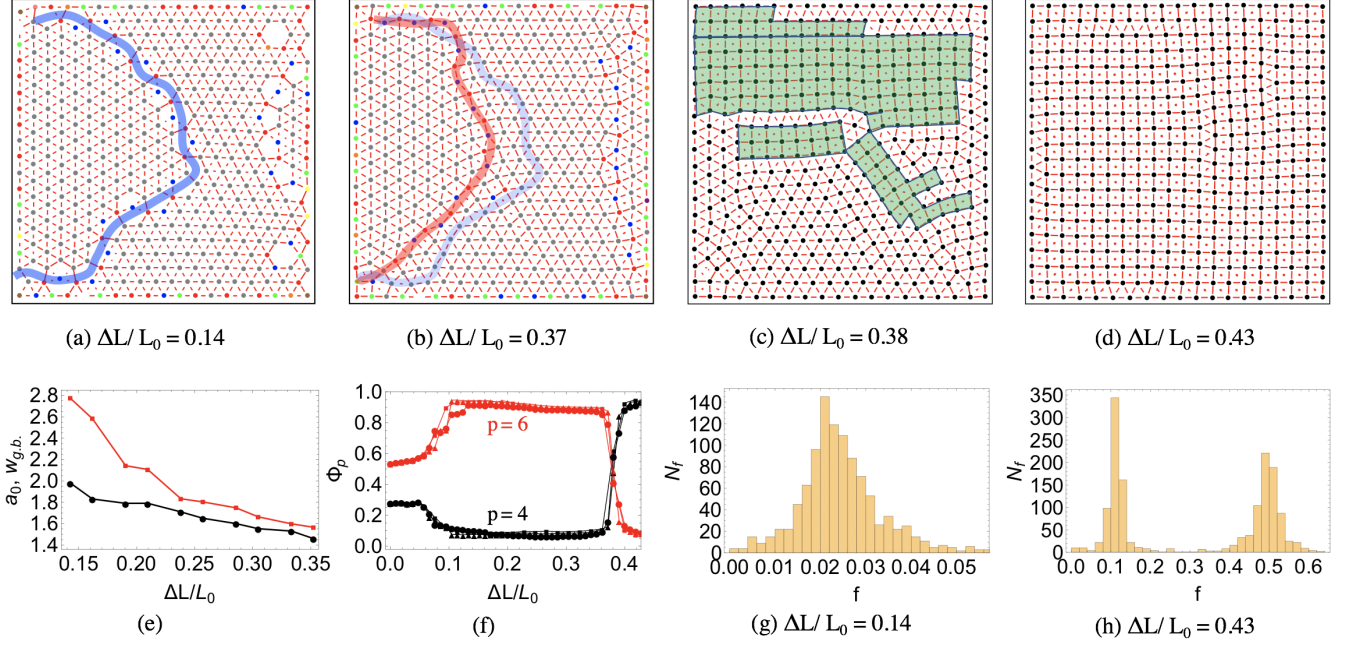 (a) ΔL/ L₀ = 0.14
(b) ΔL/ L₀ = 0.37
(c) ΔL/ L₀ = 0.38
(d) ΔL/ L₀ = 0.43
a₀, w_g.b.
2.8
2.6
2.4
2.2
2.0
1.8
1.6
1.4
0.15 0.20 0.25 0.30 0.35
ΔL/L₀
(e)
Φₚ
1.0
0.8
0.6
0.4
0.2
0.0
p = 6
p = 4
0.0 0.1 0.2 0.3 0.4
ΔL/L₀
(f)
N_f
140
120
100
80
60
40
20
0
0.00 0.01 0.02 0.03 0.04 0.05
f
(g) ΔL/ L₀ = 0.14
N_f
350
300
250
200
150
100
50
0
0.0 0.1 0.2 0.3 0.4 0.5 0.6
f
(h) ΔL/ L₀ = 0.43